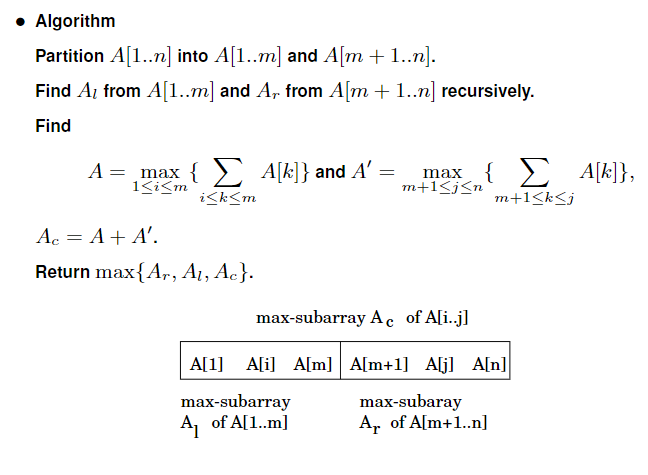 • Algorithm
Partition A[1..n] into A[1..m] and A[m + 1..n].
Find A_l from A[1..m] and A_r from A[m + 1..n] recursively.
Find
A = max_{1≤i≤m} { ∑_{i≤k≤m} A[k]} and A′ = max_{m+1≤j≤n} { ∑_{m+1≤k≤j} A[k]},
A_c = A + A′.
Return max{A_r, A_l, A_c}.
max-subarray A_c of A[i..j]
A[1] A[i] A[m] A[m+1] A[j] A[n]
max-subarray max-subaray
A_l of A[1..m] A_r of A[m+1..n]